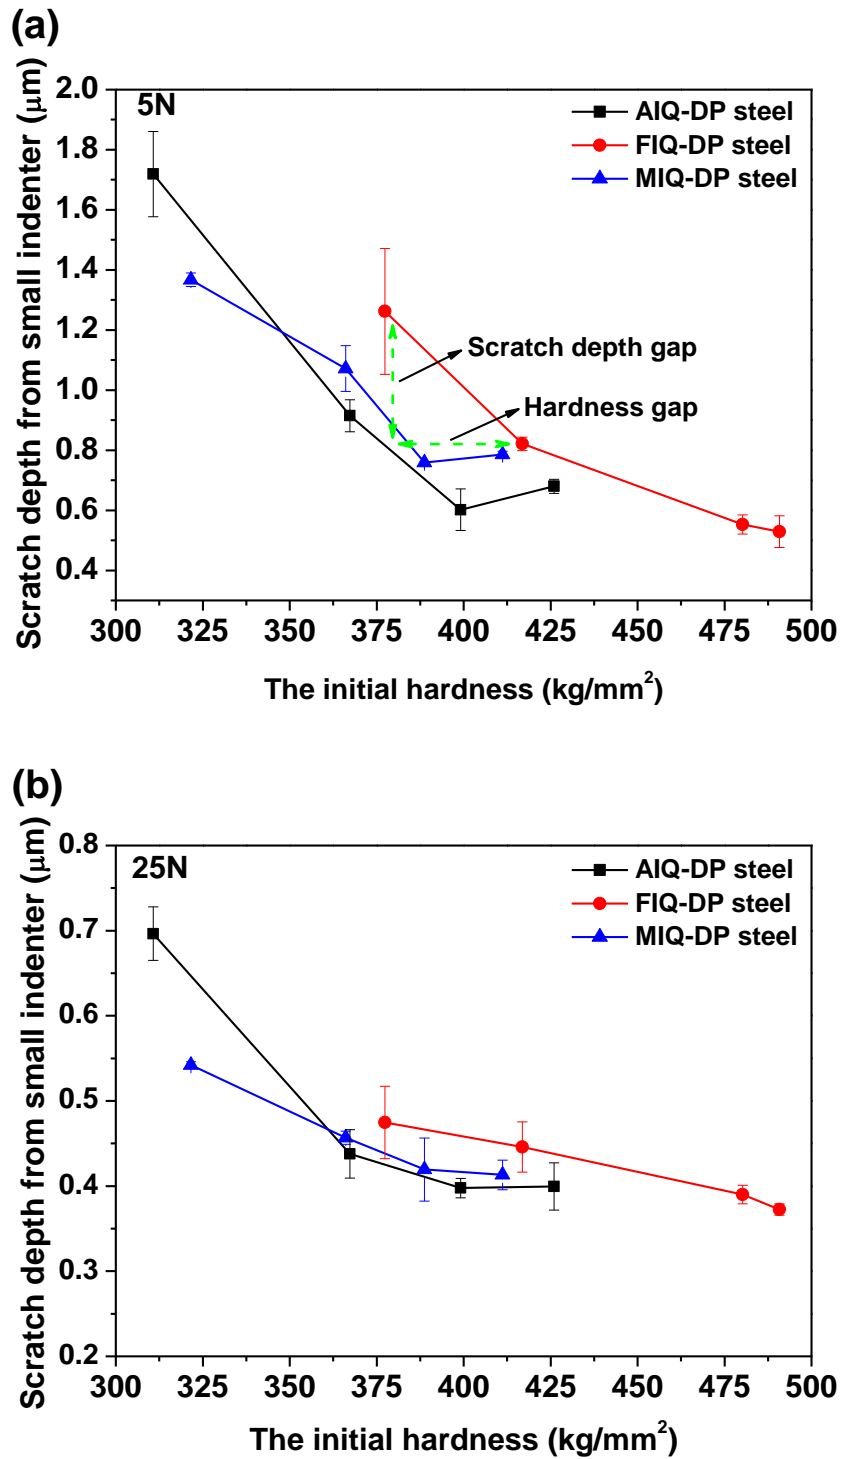 (a)
Scratch depth from small indenter (μm)
2.0
1.8
1.6
1.4
1.2
1.0
0.8
0.6
0.4
5N
AIQ-DP steel
FIQ-DP steel
MIQ-DP steel
Scratch depth gap
Hardness gap
300 325 350 375 400 425 450 475 500
The initial hardness (kg/mm²)
(b)
Scratch depth from small indenter (μm)
0.8
0.7
0.6
0.5
0.4
0.3
0.2
25N
AIQ-DP steel
FIQ-DP steel
MIQ-DP steel
300 325 350 375 400 425 450 475 500
The initial hardness (kg/mm²)